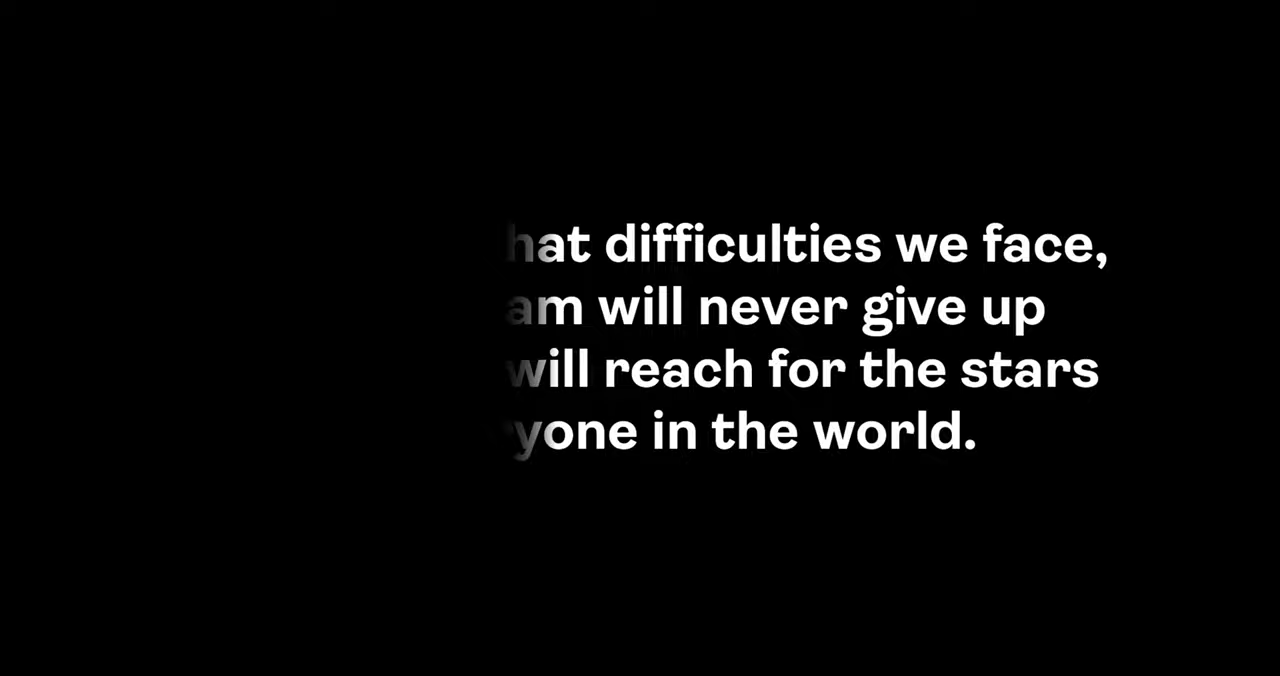 hat difficulties we face,
am will never give up
will reach for the stars
yone in the world.